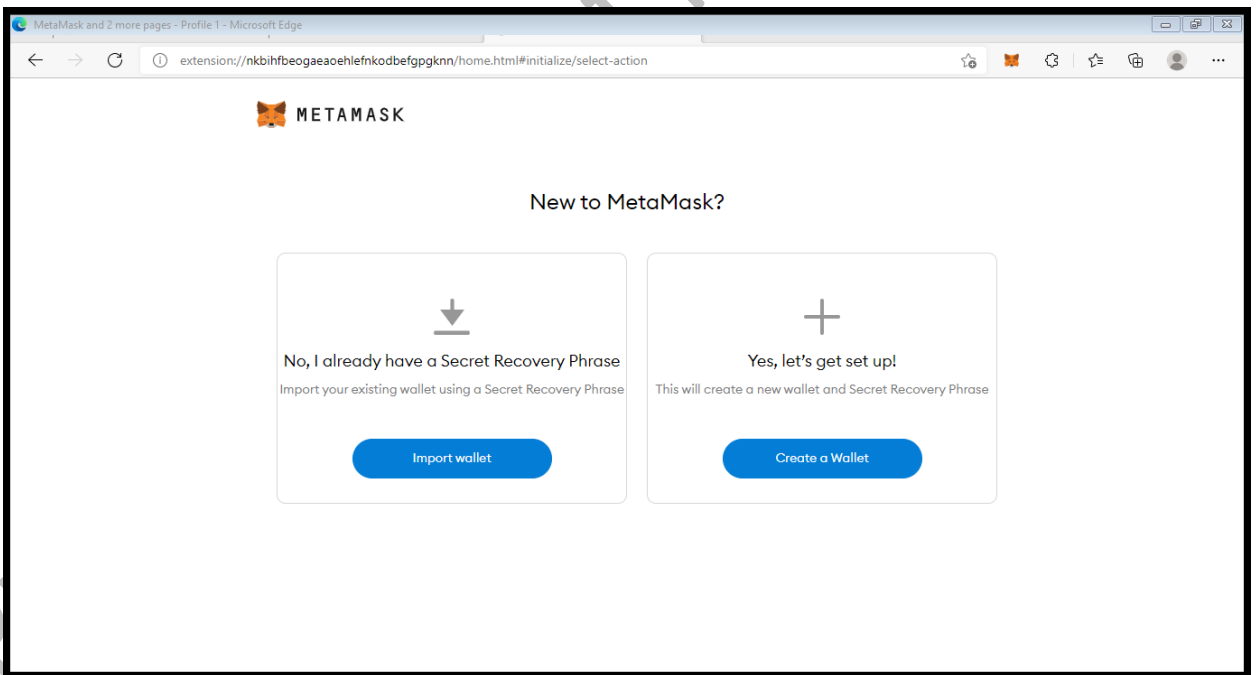 MetaMask and 2 more pages - Profile 1 - Microsoft Edge
extension://nkbihfbeogaeaoehlefnkodbefgpgknn/home.html#initialize/select-action
METAMASK
New to MetaMask?
No, I already have a Secret Recovery Phrase
Import your existing wallet using a Secret Recovery Phrase
Import wallet
Yes, let's get set up!
This will create a new wallet and Secret Recovery Phrase
Create a Wallet